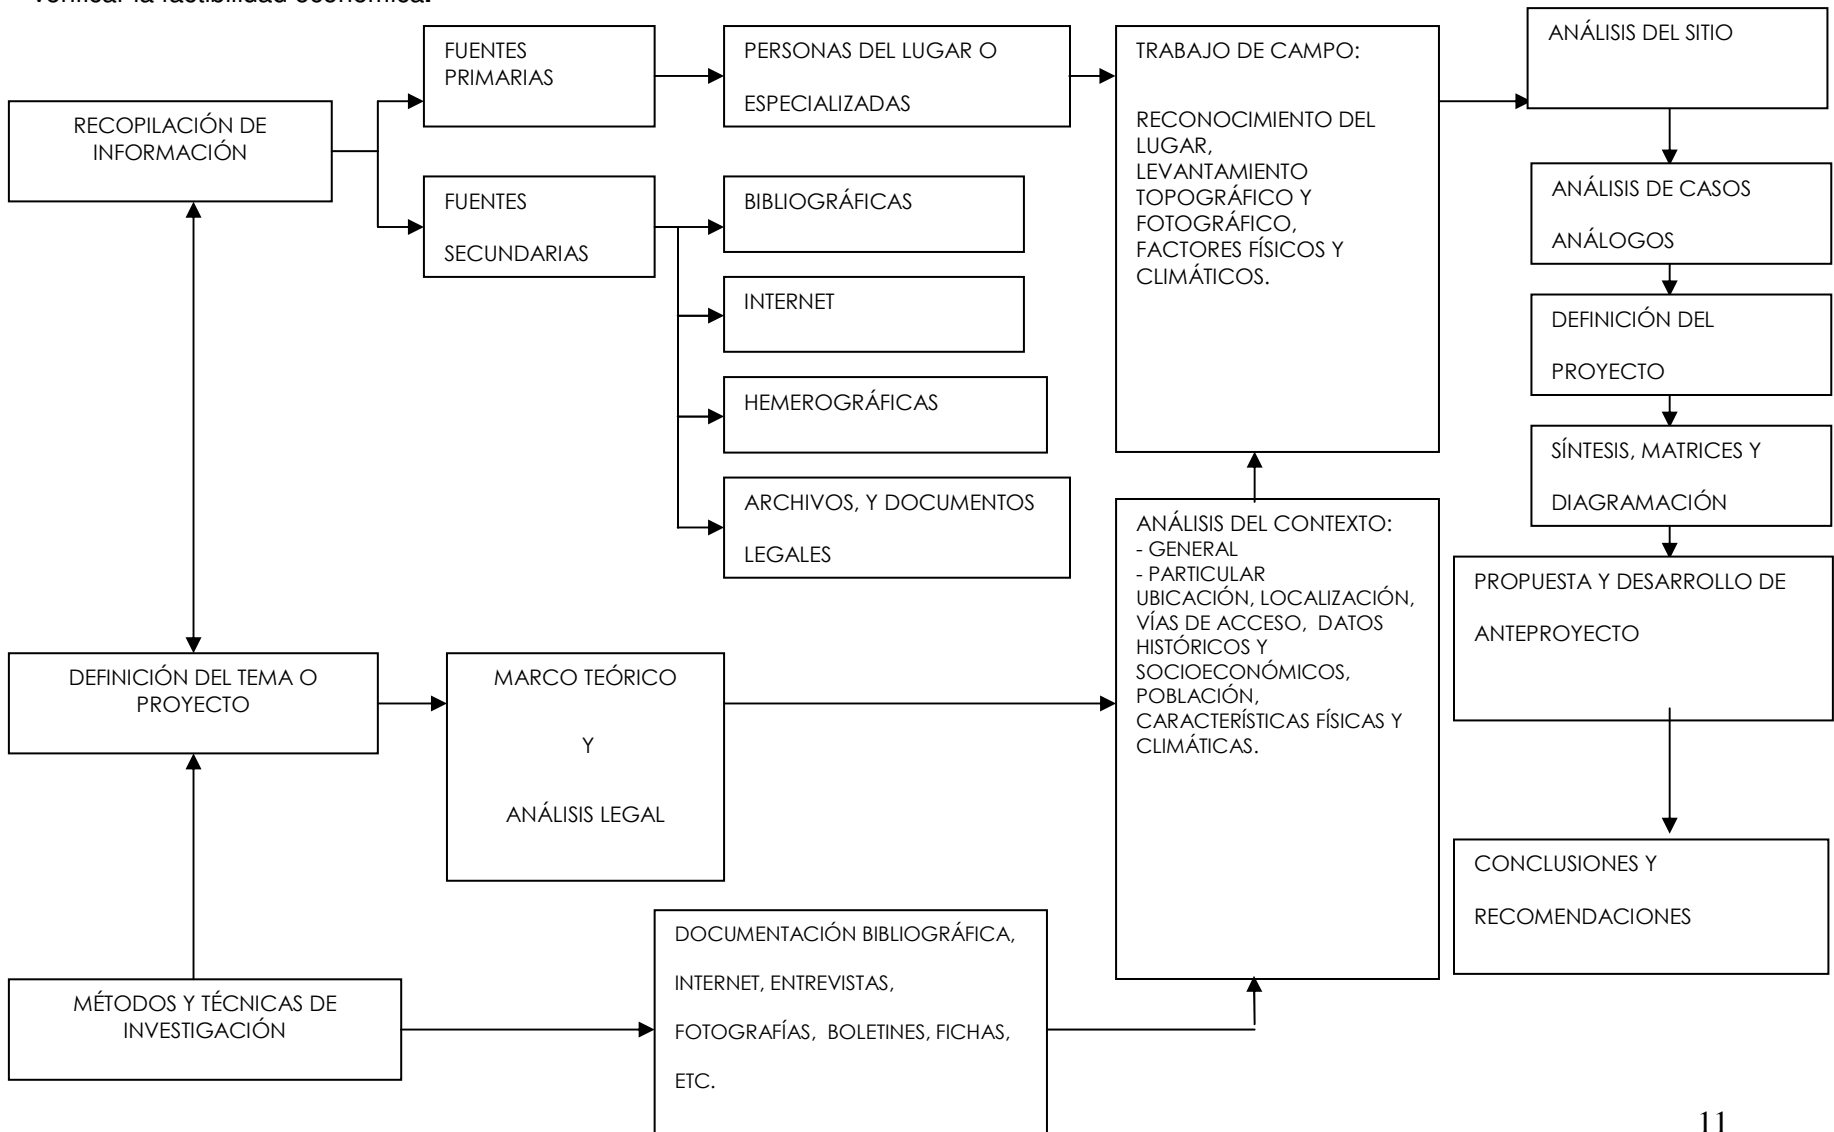 verificar la factibilidad económica.
FUENTES
PRIMARIAS
PERSONAS DEL LUGAR O
ESPECIALIZADAS
TRABAJO DE CAMPO:
RECONOCIMIENTO DEL
LUGAR,
LEVANTAMIENTO
TOPOGRÁFICO Y
FOTOGRÁFICO,
FACTORES FÍSICOS Y
CLIMÁTICOS.
ANÁLISIS DEL SITIO
RECOPILACIÓN DE
INFORMACIÓN
FUENTES
SECUNDARIAS
BIBLIOGRÁFICAS
INTERNET
HEMEROGRÁFICAS
ARCHIVOS, Y DOCUMENTOS
LEGALES
ANÁLISIS DE CASOS
ANÁLOGOS
DEFINICIÓN DEL
PROYECTO
SÍNTESIS, MATRICES Y
DIAGRAMACIÓN
ANÁLISIS DEL CONTEXTO:
- GENERAL
- PARTICULAR
UBICACIÓN, LOCALIZACIÓN,
VÍAS DE ACCESO,  DATOS
HISTÓRICOS Y
SOCIOECONÓMICOS,
POBLACIÓN,
CARACTERÍSTICAS FÍSICAS Y
CLIMÁTICAS.
PROPUESTA Y DESARROLLO DE
ANTEPROYECTO
DEFINICIÓN DEL TEMA O
PROYECTO
MARCO TEÓRICO
Y
ANÁLISIS LEGAL
CONCLUSIONES Y
RECOMENDACIONES
MÉTODOS Y TÉCNICAS DE
INVESTIGACIÓN
DOCUMENTACIÓN BIBLIOGRÁFICA,
INTERNET, ENTREVISTAS,
FOTOGRAFÍAS,  BOLETINES, FICHAS,
ETC.
11